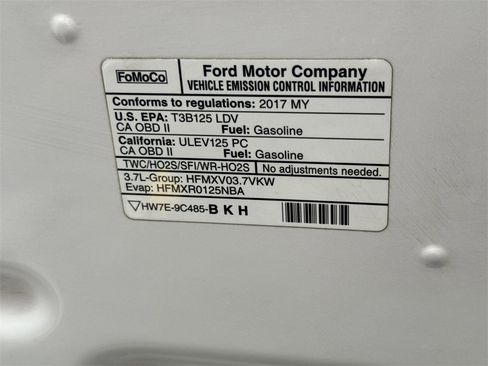 FoMoCo
Ford Motor Company
VEHICLE EMISSION CONTROL INFORMATION
Conforms to regulations: 2017 MY
U.S. EPA: T3B125 LDV
CA OBD II Fuel: Gasoline
California: ULEV125 PC
CA OBD II Fuel: Gasoline
TWC/HO2S/SFI/WR-HO2S No adjustments needed.
3.7L-Group: HFMXV03.7VKW
Evap: HFMXR0125NBA
HW7E-9C485-BKH